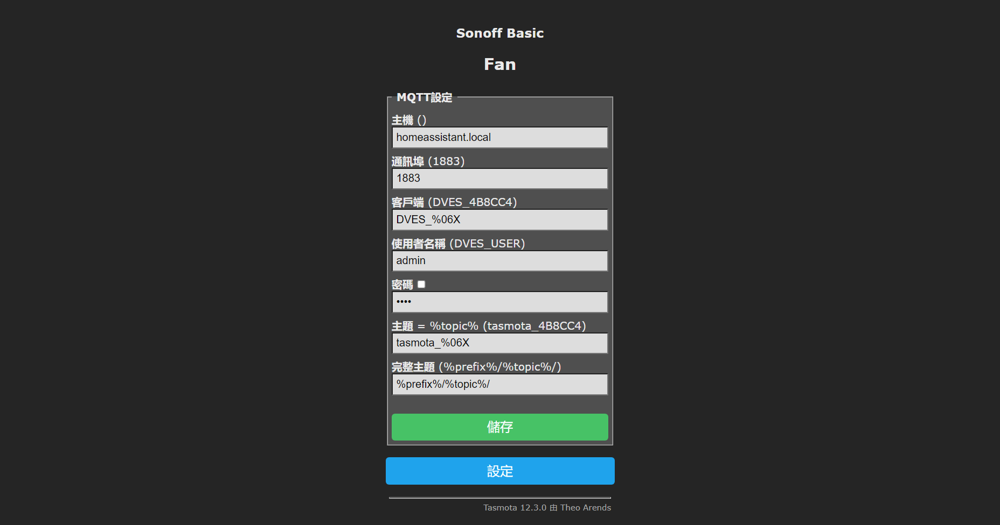 Sonoff Basic
Fan
MQTT設定
主機 ()
homeassistant.local
通訊埠 (1883)
1883
客戶端 (DVES_4B8CC4)
DVES_%06X
使用者名稱 (DVES_USER)
admin
密碼
••••
主題 = %topic% (tasmota_4B8CC4)
tasmota_%06X
完整主題 (%prefix%/%topic%/)
%prefix%/%topic%/
儲存
設定
Tasmota 12.3.0 由 Theo Arends